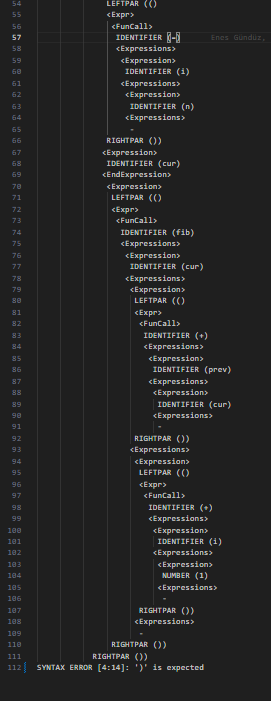 54 LEFTPAR (()
55 <Expr>
56 <FunCall>
57 IDENTIFIER (=) Enes Gündüz,
58 <Expressions>
59 <Expression>
60 IDENTIFIER (i)
61 <Expressions>
62 <Expression>
63 IDENTIFIER (n)
64 <Expressions>
65 -
66 RIGHTPAR ())
67 <Expression>
68 IDENTIFIER (cur)
69 <EndExpression>
70 <Expression>
71 LEFTPAR (()
72 <Expr>
73 <FunCall>
74 IDENTIFIER (fib)
75 <Expressions>
76 <Expression>
77 IDENTIFIER (cur)
78 <Expressions>
79 <Expression>
80 LEFTPAR (()
81 <Expr>
82 <FunCall>
83 IDENTIFIER (+)
84 <Expressions>
85 <Expression>
86 IDENTIFIER (prev)
87 <Expressions>
88 <Expression>
89 IDENTIFIER (cur)
90 <Expressions>
91 -
92 RIGHTPAR ())
93 <Expressions>
94 <Expression>
95 LEFTPAR (()
96 <Expr>
97 <FunCall>
98 IDENTIFIER (+)
99 <Expressions>
100 <Expression>
101 IDENTIFIER (i)
102 <Expressions>
103 <Expression>
104 NUMBER (1)
105 <Expressions>
106 -
107 RIGHTPAR ())
108 <Expressions>
109 -
110 RIGHTPAR ())
111 RIGHTPAR ())
112 SYNTAX ERROR [4:14]: ')' is expected